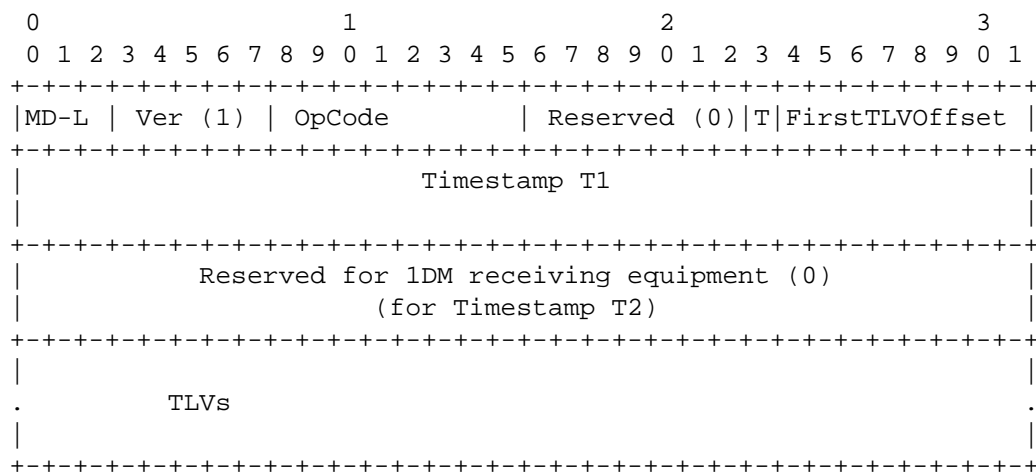 0                   1                   2                   3
 0 1 2 3 4 5 6 7 8 9 0 1 2 3 4 5 6 7 8 9 0 1 2 3 4 5 6 7 8 9 0 1
+-+-+-+-+-+-+-+-+-+-+-+-+-+-+-+-+-+-+-+-+-+-+-+-+-+-+-+-+-+-+-+-+
|MD-L | Ver (1) | OpCode        | Reserved (0)|T|FirstTLVOffset |
+-+-+-+-+-+-+-+-+-+-+-+-+-+-+-+-+-+-+-+-+-+-+-+-+-+-+-+-+-+-+-+-+
|                         Timestamp T1                          |
|                                                               |
+-+-+-+-+-+-+-+-+-+-+-+-+-+-+-+-+-+-+-+-+-+-+-+-+-+-+-+-+-+-+-+-+
|           Reserved for 1DM receiving equipment (0)            |
|                      (for Timestamp T2)                       |
+-+-+-+-+-+-+-+-+-+-+-+-+-+-+-+-+-+-+-+-+-+-+-+-+-+-+-+-+-+-+-+-+
|                                                               |
.         TLVs                                                  .
|                                                               |
+-+-+-+-+-+-+-+-+-+-+-+-+-+-+-+-+-+-+-+-+-+-+-+-+-+-+-+-+-+-+-+-+